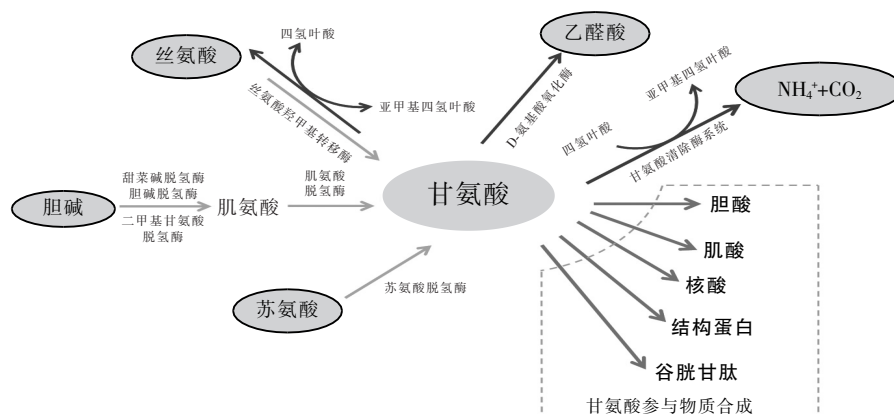 四氢叶酸
丝氨酸
亚甲基四氢叶酸
丝氨酸羟甲基转移酶
乙醛酸
D-氨基酸氧化酶
亚甲基四氢叶酸
NH₄⁺+CO₂
四氢叶酸
甘氨酸清除酶系统
甜菜碱脱氢酶
胆碱脱氢酶
胆碱
二甲基甘氨酸
脱氢酶
肌氨酸
肌氨酸
脱氢酶
甘氨酸
苏氨酸
苏氨酸脱氢酶
胆酸
肌酸
核酸
结构蛋白
谷胱甘肽
甘氨酸参与物质合成